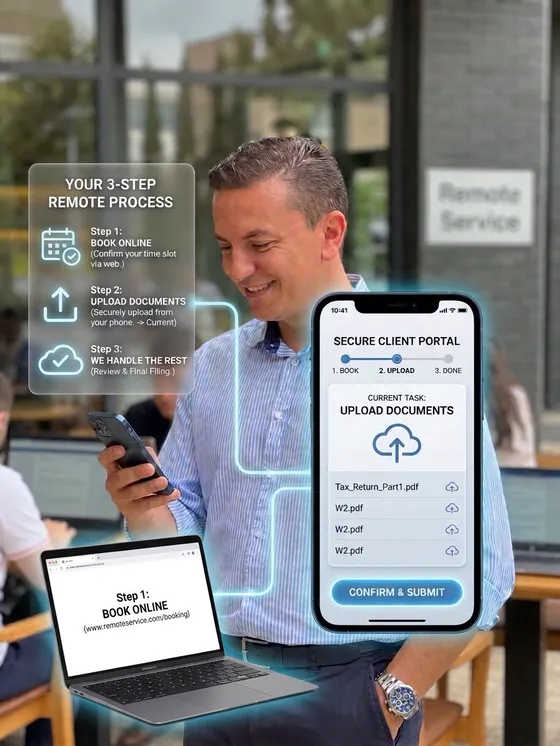 YOUR 3-STEP
REMOTE PROCESS
Step 1:
BOOK ONLINE
(Confirm your time slot
via web.)
Step 2:
UPLOAD DOCUMENTS
(Securely upload from
your phone. → Current)
Step 3:
WE HANDLE THE REST
(Review & Final Filing.)
Remote
Service
10:41
SECURE CLIENT PORTAL
1. BOOK
2. UPLOAD
3. DONE
CURRENT TASK:
UPLOAD DOCUMENTS
Tax_Return_Part1.pdf
W2.pdf
W2.pdf
W2.pdf
CONFIRM & SUBMIT
Step 1:
BOOK ONLINE
(www.remoteservice.com/booking)